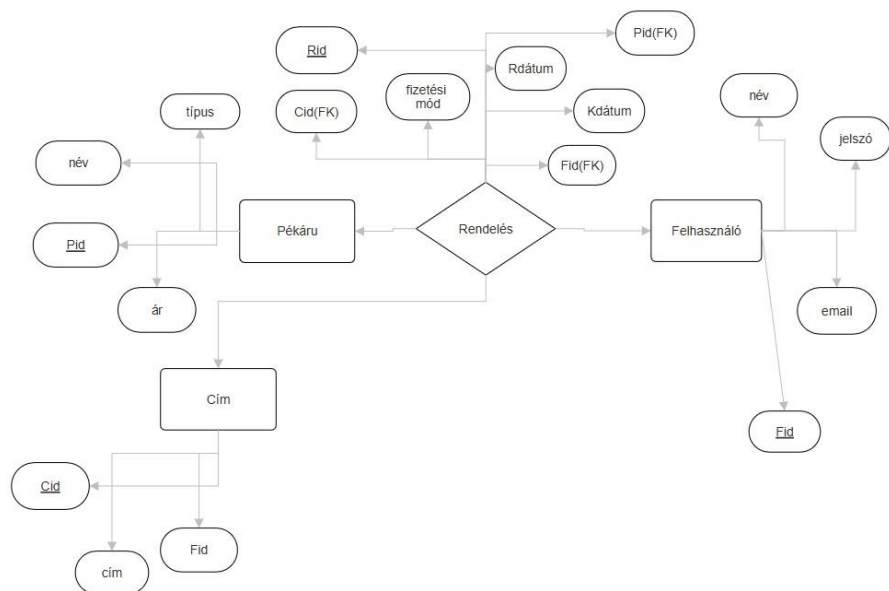 Pid(FK)
Rid
Rdátum
fizetési
mód
Cid(FK)
Kdátum
típus
név
név
jelszó
Fid(FK)
Pid
Pékáru
Rendelés
Felhasználó
ár
email
Cím
Fid
Cid
Fid
cím